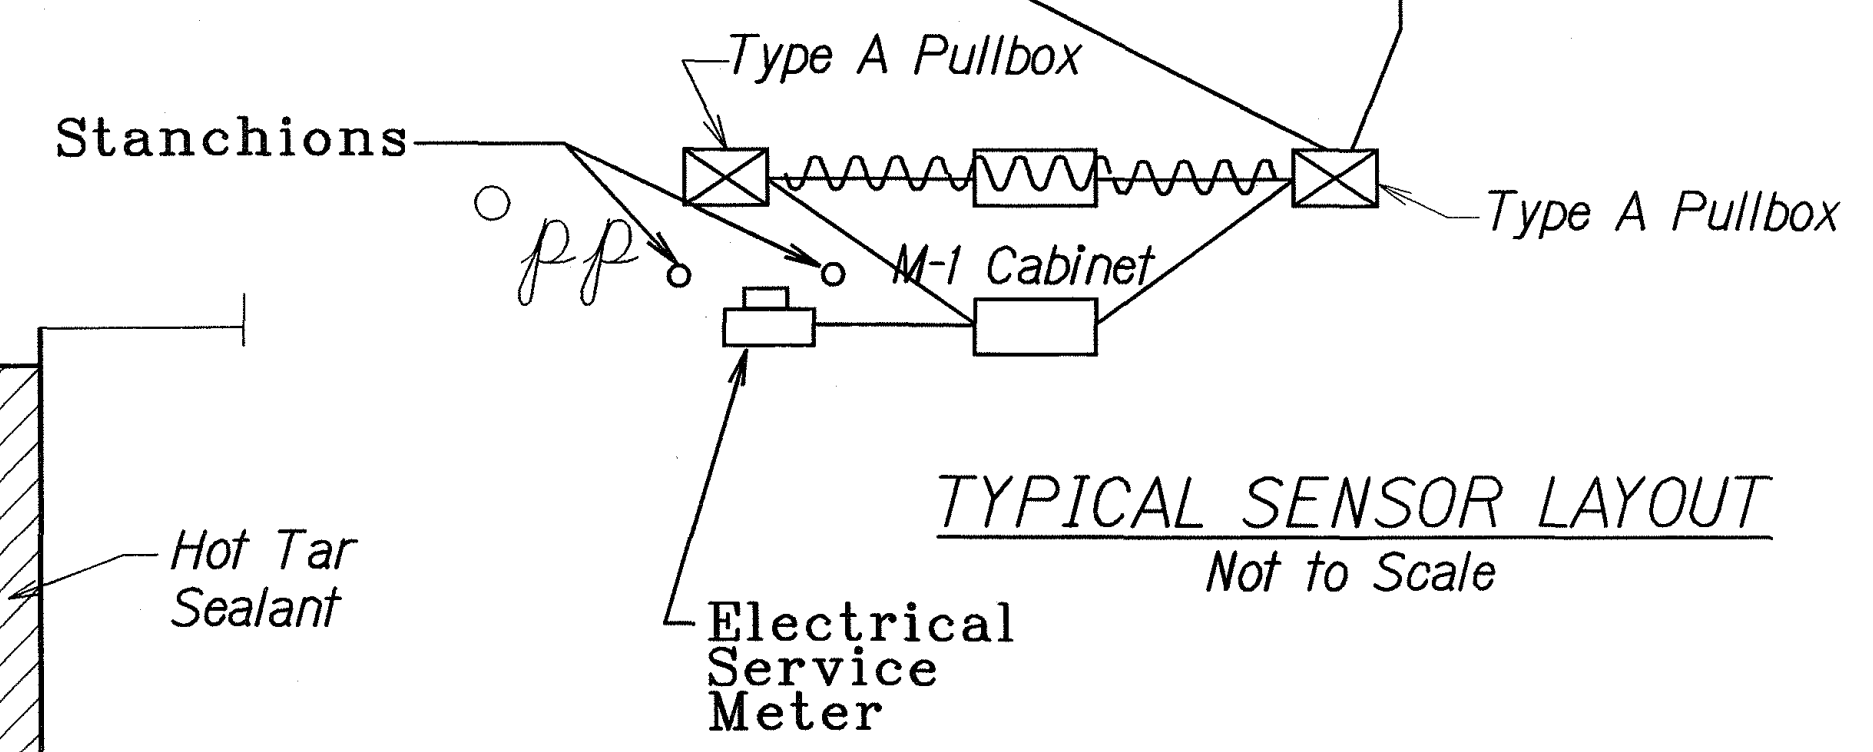 Type A Pullbox
Stanchions
pp
Type A Pullbox
M-1 Cabinet
TYPICAL SENSOR LAYOUT
Not to Scale
Hot Tar
Sealant
Electrical
Service
Meter